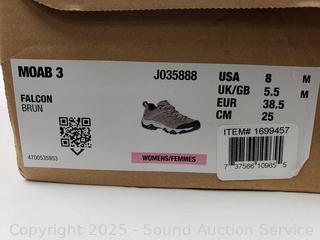 MOAB 3
J035888
FALCON
BRUN
4700535953
WOMENS/FEMMES
USA 8 M
UK/GB 5.5 M
EUR 38.5
CM 25
ITEM# 1699457
7 37566 10965 5
Copyright 2025 - Sound Auction Service